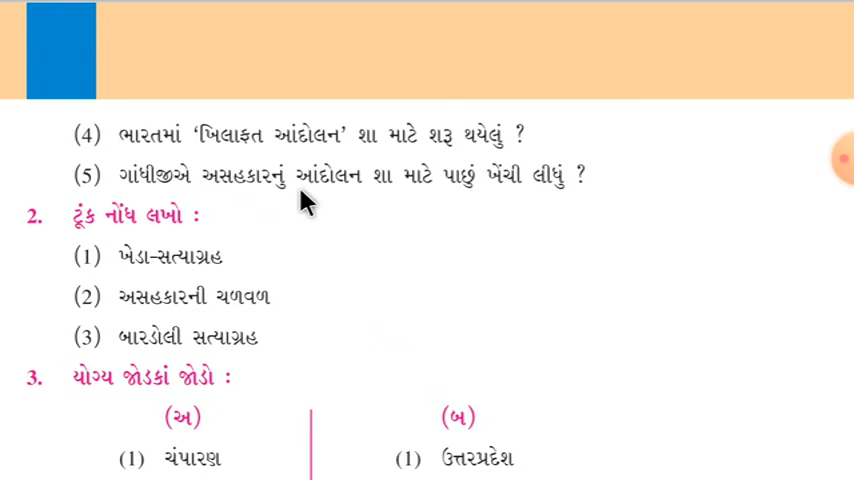 (4) ભારતમાં ‘ખિલાફત આંદોલન’ શા માટે શરૂ થયેલું ?
(5) ગાંધીજીએ અસહકારનું આંદોલન શા માટે પાછું ખેંચી લીધું ?
2. ટૂંક નોંધ લખો :
(1) ખેડા-સત્યાગ્રહ
(2) અસહકારની ચળવળ
(3) બારડોલી સત્યાગ્રહ
3. યોગ્ય જોડકાં જોડો :
(અ) (બ)
(1) ચંપારણ (1) ઉત્તરપ્રદેશ